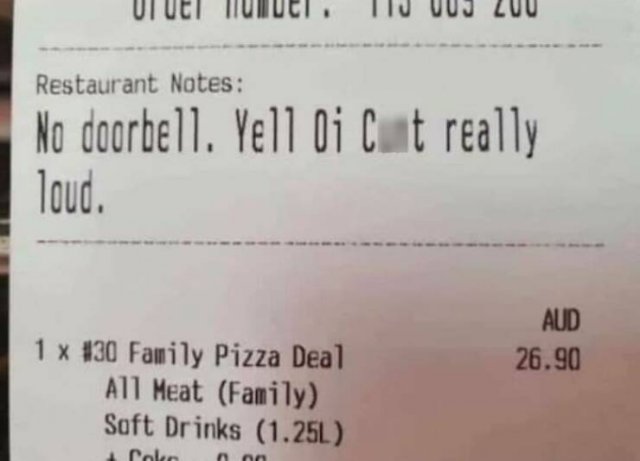 Restaurant Notes:
No doorbell. Yell Oi really
loud.
AUD
1 x #30 Family Pizza Deal 26.90
All Meat (Family)
Soft Drinks (1.25L)